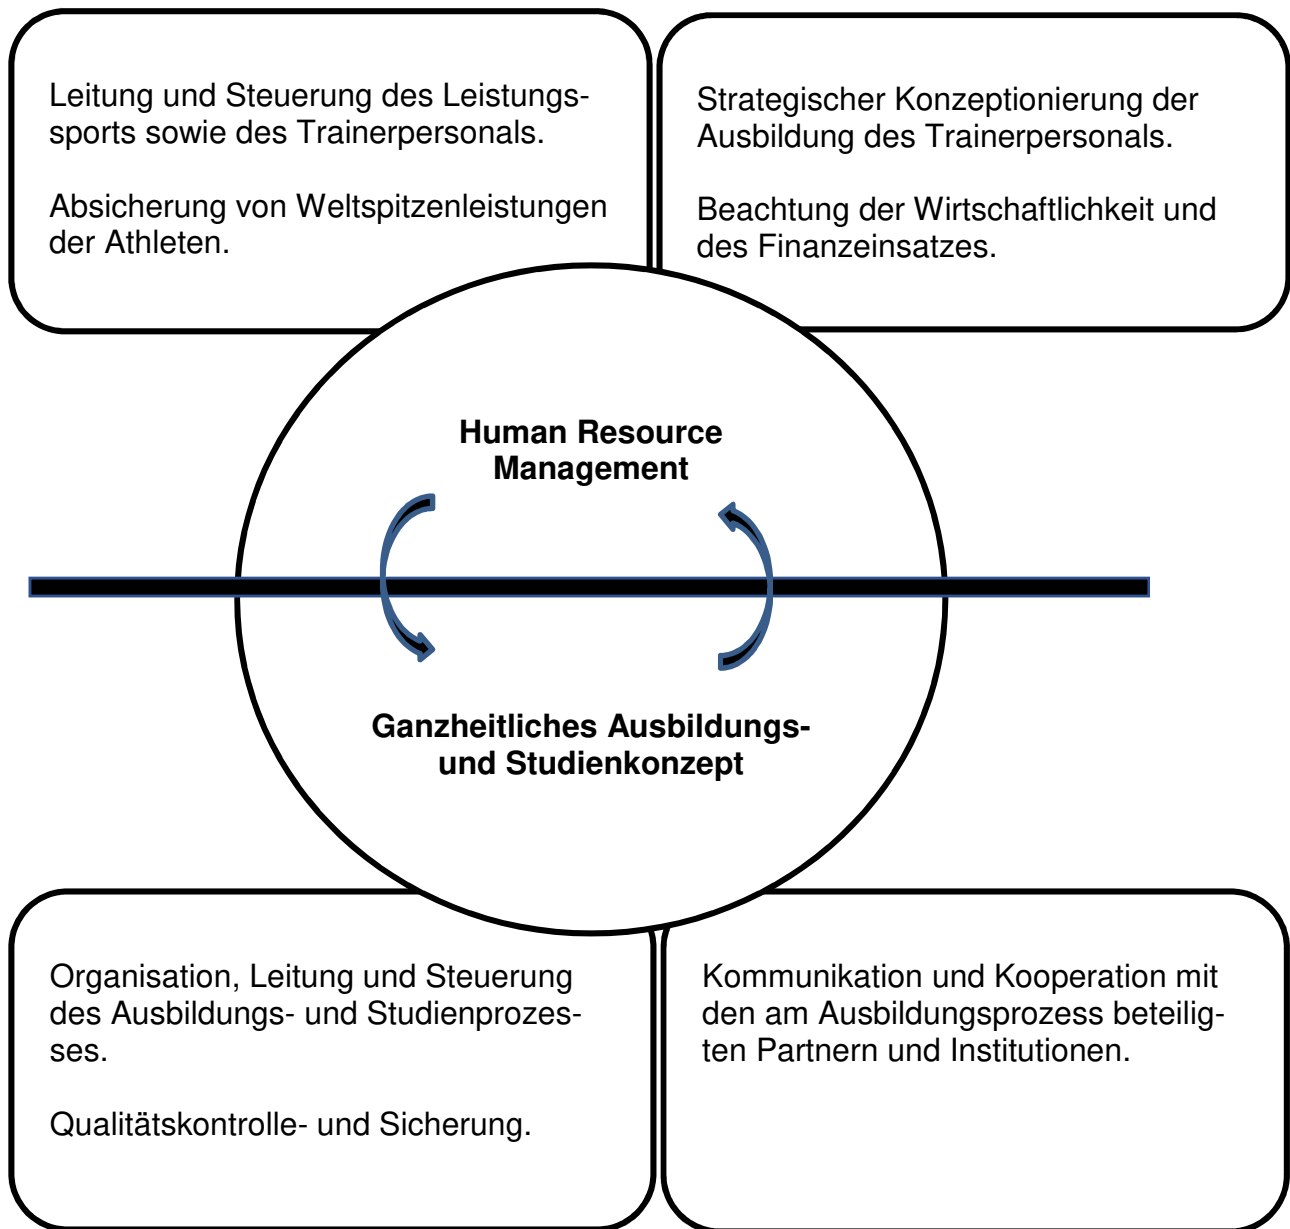 Leitung und Steuerung des Leistungs-
sports sowie des Trainerpersonals.
Absicherung von Weltspitzenleistungen
der Athleten.
Strategischer Konzeptionierung der
Ausbildung des Trainerpersonals.
Beachtung der Wirtschaftlichkeit und
des Finanzeinsatzes.
Human Resource
Management
Ganzheitliches Ausbildungs-
und Studienkonzept
Organisation, Leitung und Steuerung
des Ausbildungs- und Studienprozes-
ses.
Qualitätskontrolle- und Sicherung.
Kommunikation und Kooperation mit
den am Ausbildungsprozess beteilig-
ten Partnern und Institutionen.